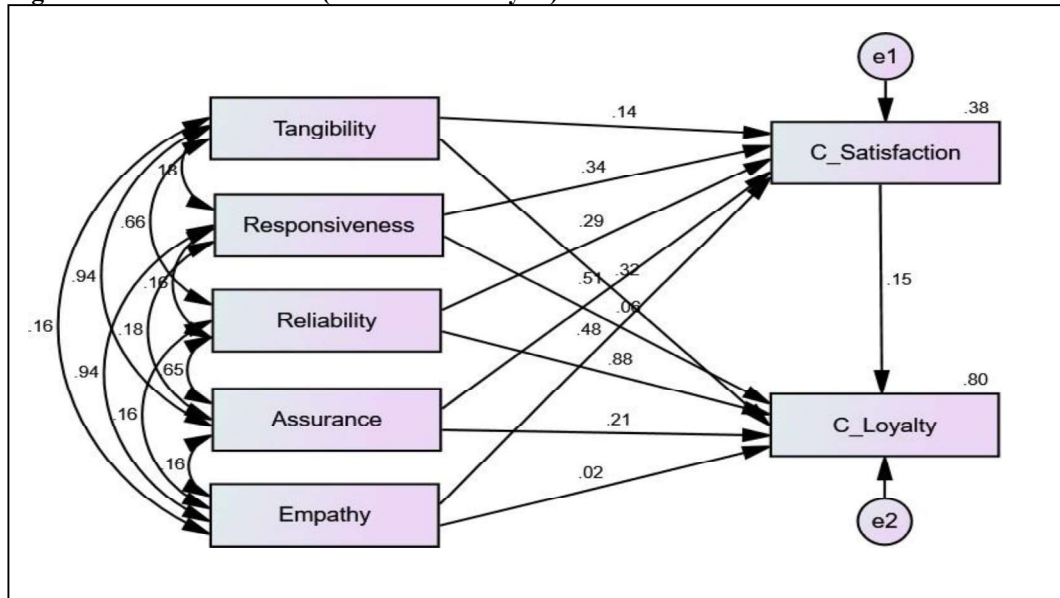 e1
.38
Tangibility
.14
C_Satisfaction
.18
.34
.66
Responsiveness
.29
.94
.16
.51
.32
.15
Reliability
.06
.16
.18
.48
.94
.65
.88
.80
.16
Assurance
.21
C_Loyalty
.16
.02
Empathy
e2